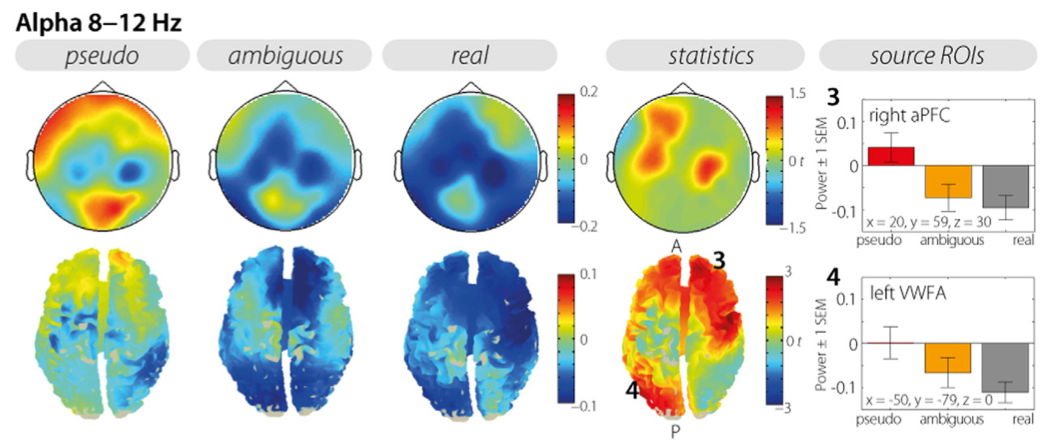 Alpha 8–12 Hz
pseudo ambiguous real statistics source ROIs
0.2
0
−0.2
1.5
0 t
−1.5
3
right aPFC
Power ± 1 SEM
0.1
0
-0.1
x = 20, y = 59, z = 30
pseudo ambiguous real
0.1
0
−0.1
A
3
4
P
3
0 t
−3
4
left VWFA
Power ± 1 SEM
0.1
0
-0.1
x = -50, y = -79, z = 0
pseudo ambiguous real